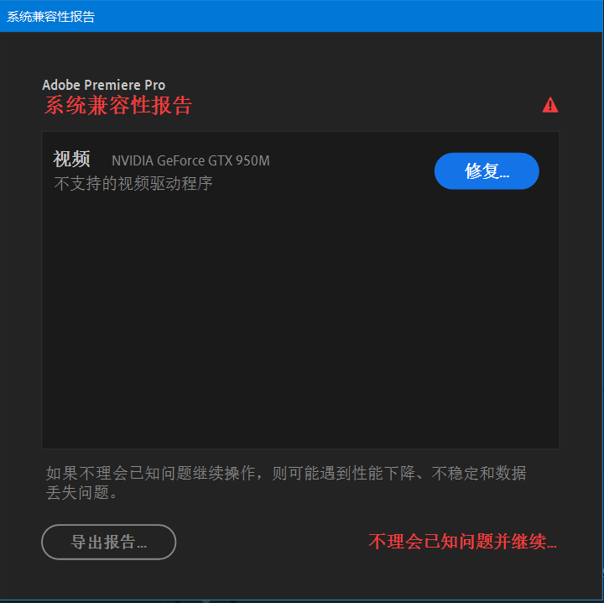 系统兼容性报告
Adobe Premiere Pro
系统兼容性报告
视频 NVIDIA GeForce GTX 950M
不支持的视频驱动程序
修复...
如果不理会已知问题继续操作，则可能遇到性能下降、不稳定和数据
丢失问题。
导出报告...
不理会已知问题并继续...